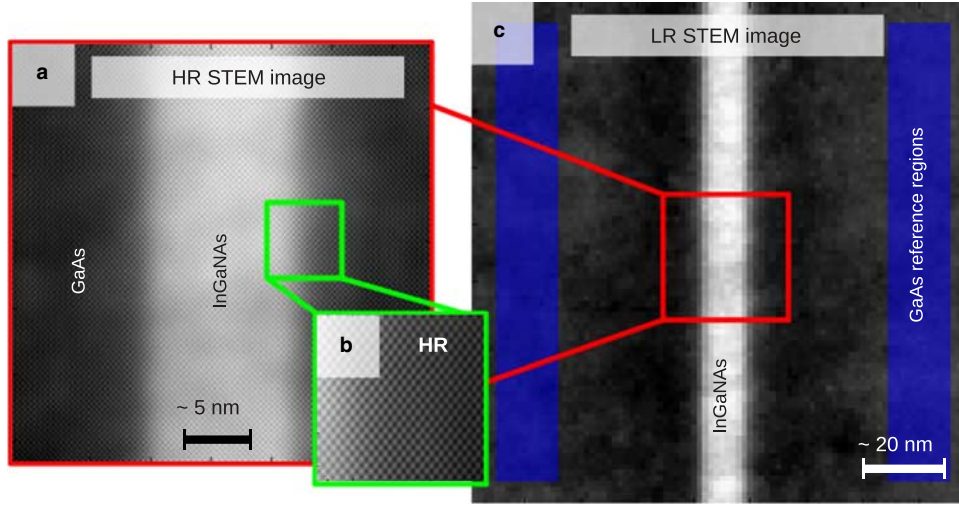 a
HR STEM image
GaAs
InGaNAs
~ 5 nm
b
HR
c
LR STEM image
GaAs reference regions
InGaNAs
~ 20 nm